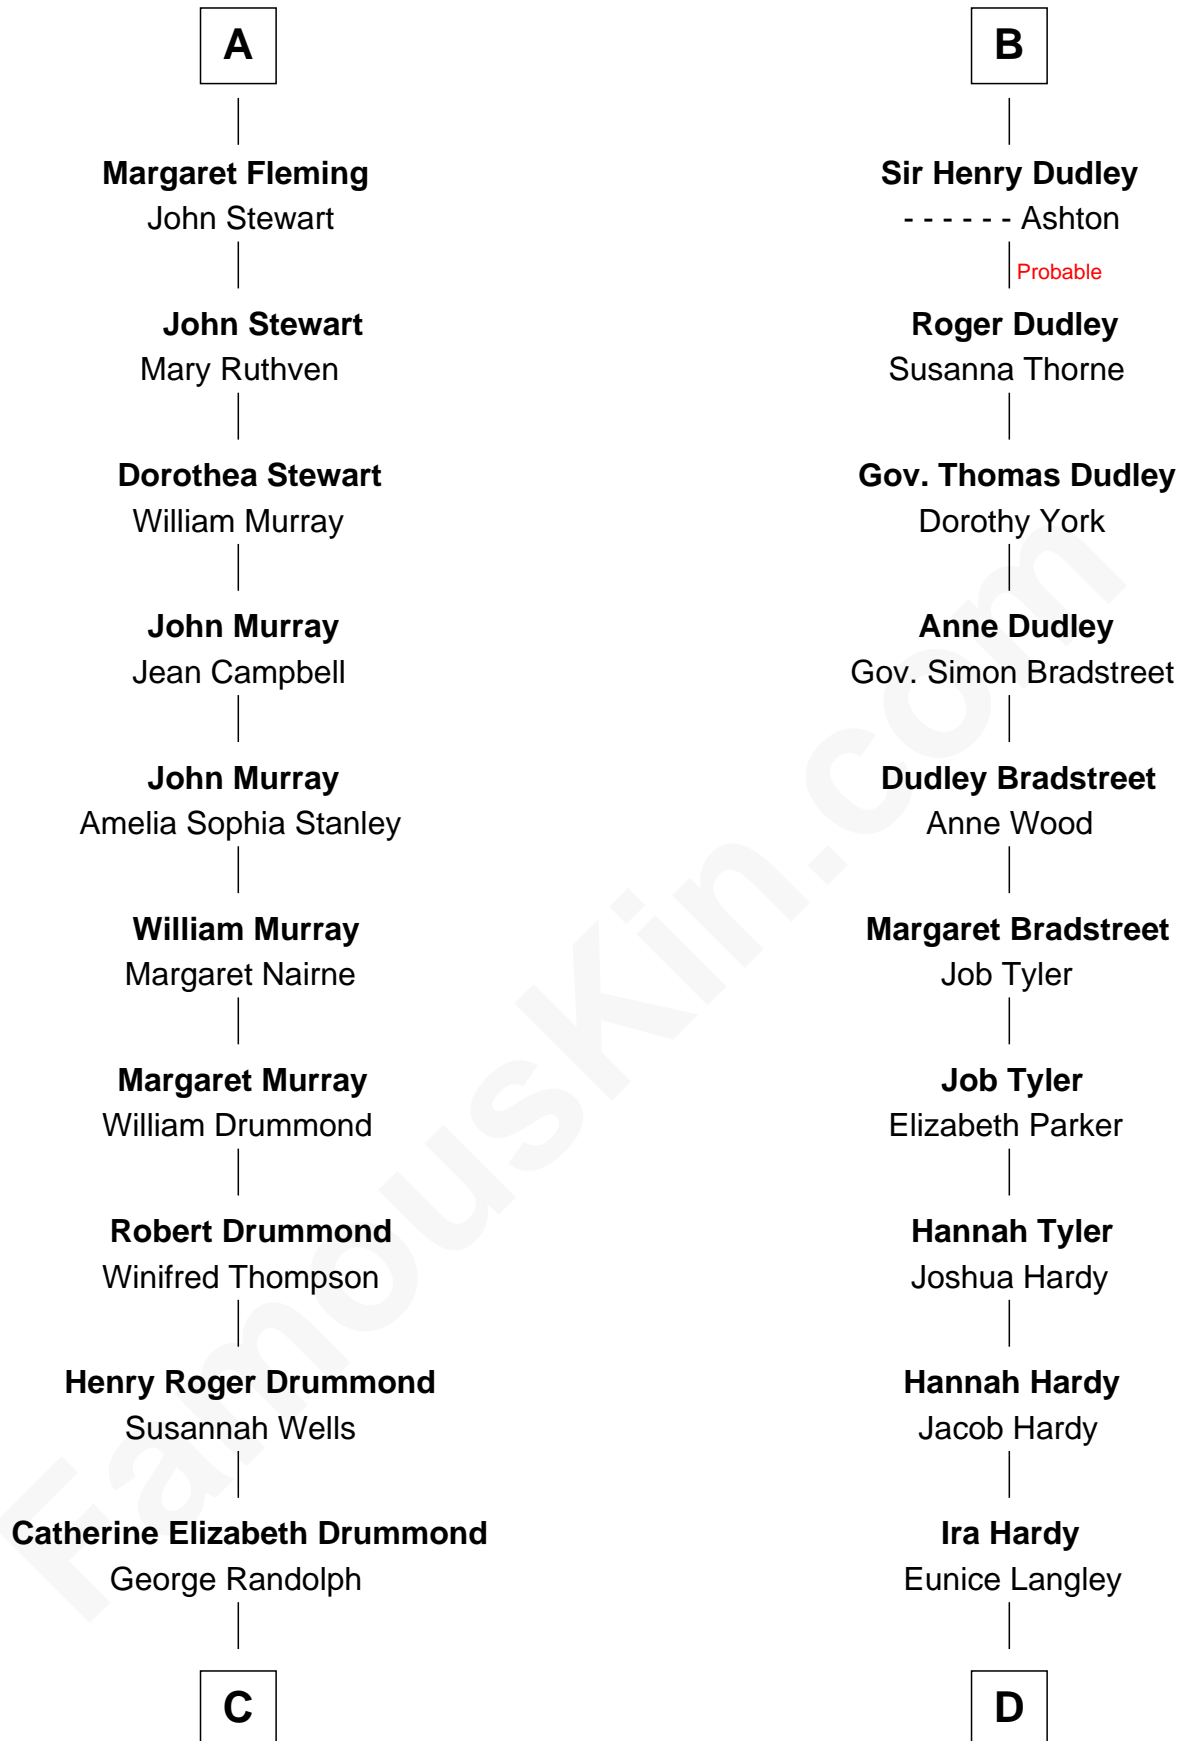 A
Margaret Fleming
John Stewart
John Stewart
Mary Ruthven
Dorothea Stewart
William Murray
John Murray
Jean Campbell
John Murray
Amelia Sophia Stanley
William Murray
Margaret Nairne
Margaret Murray
William Drummond
Robert Drummond
Winifred Thompson
Henry Roger Drummond
Susannah Wells
Catherine Elizabeth Drummond
George Randolph
C
B
Sir Henry Dudley
- - - - - - Ashton
Probable
Roger Dudley
Susanna Thorne
Gov. Thomas Dudley
Dorothy York
Anne Dudley
Gov. Simon Bradstreet
Dudley Bradstreet
Anne Wood
Margaret Bradstreet
Job Tyler
Job Tyler
Elizabeth Parker
Hannah Tyler
Joshua Hardy
Hannah Hardy
Jacob Hardy
Ira Hardy
Eunice Langley
D
FamousKin.com